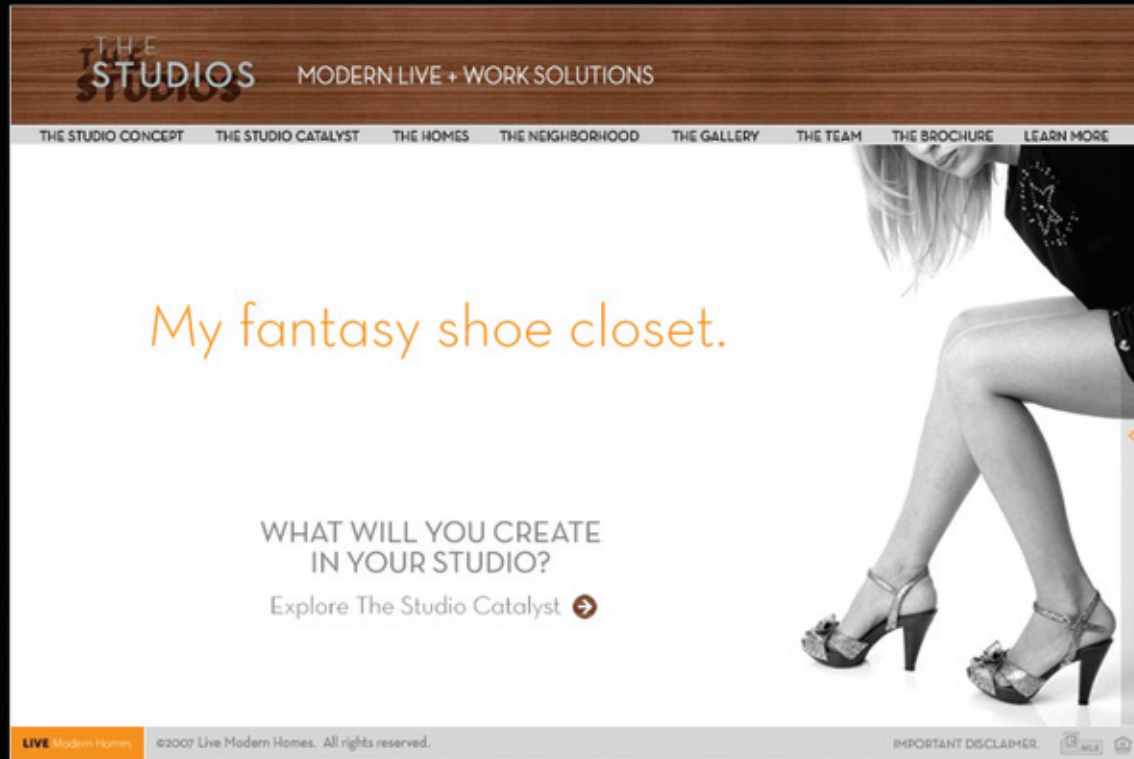 THE
STUDIOS
MODERN LIVE + WORK SOLUTIONS
THE STUDIO CONCEPT THE STUDIO CATALYST THE HOMES THE NEIGHBORHOOD THE GALLERY THE TEAM THE BROCHURE LEARN MORE
My fantasy shoe closet.
WHAT WILL YOU CREATE
IN YOUR STUDIO?
Explore The Studio Catalyst
LIVE Modern Homes ©2007 Live Modern Homes. All rights reserved. IMPORTANT DISCLAIMER. MLS